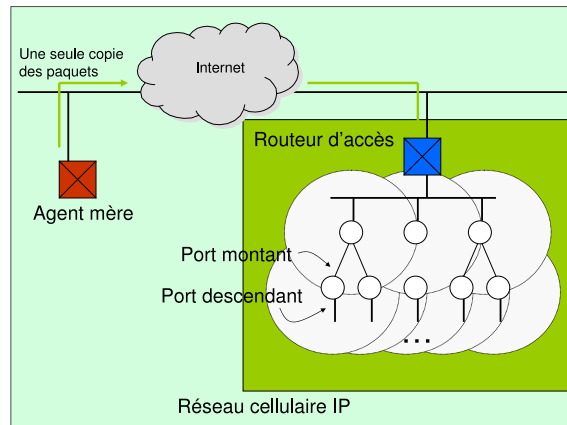 Une seule copie
des paquets
Internet
Routeur d'accès
Agent mère
Port montant
Port descendant
...
Réseau cellulaire IP